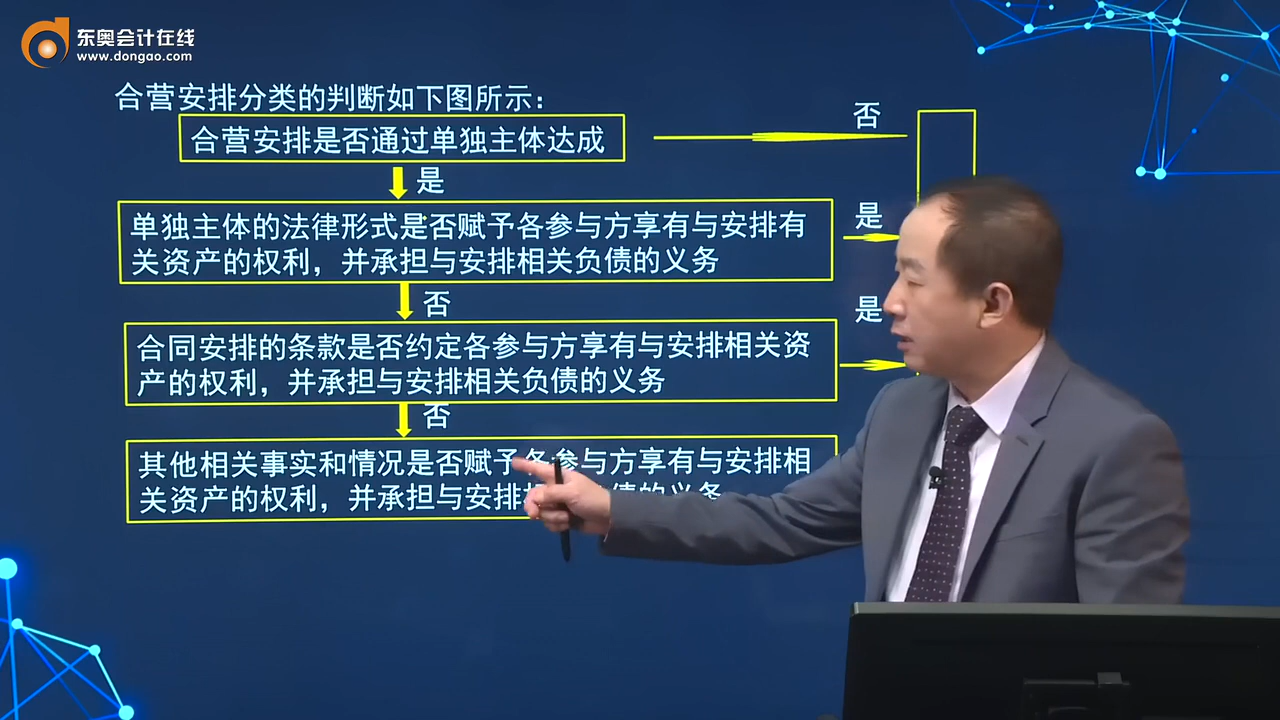 东奥会计在线
www.dongao.com
合营安排分类的判断如下图所示：
合营安排是否通过单独主体达成
否
是
单独主体的法律形式是否赋予各参与方享有与安排有
关资产的权利，并承担与安排相关负债的义务
是
否
合同安排的条款是否约定各参与方享有与安排相关资
产的权利，并承担与安排相关负债的义务
是
否
其他相关事实和情况是否赋予各参与方享有与安排相
关资产的权利，并承担与安排相关负债的义务